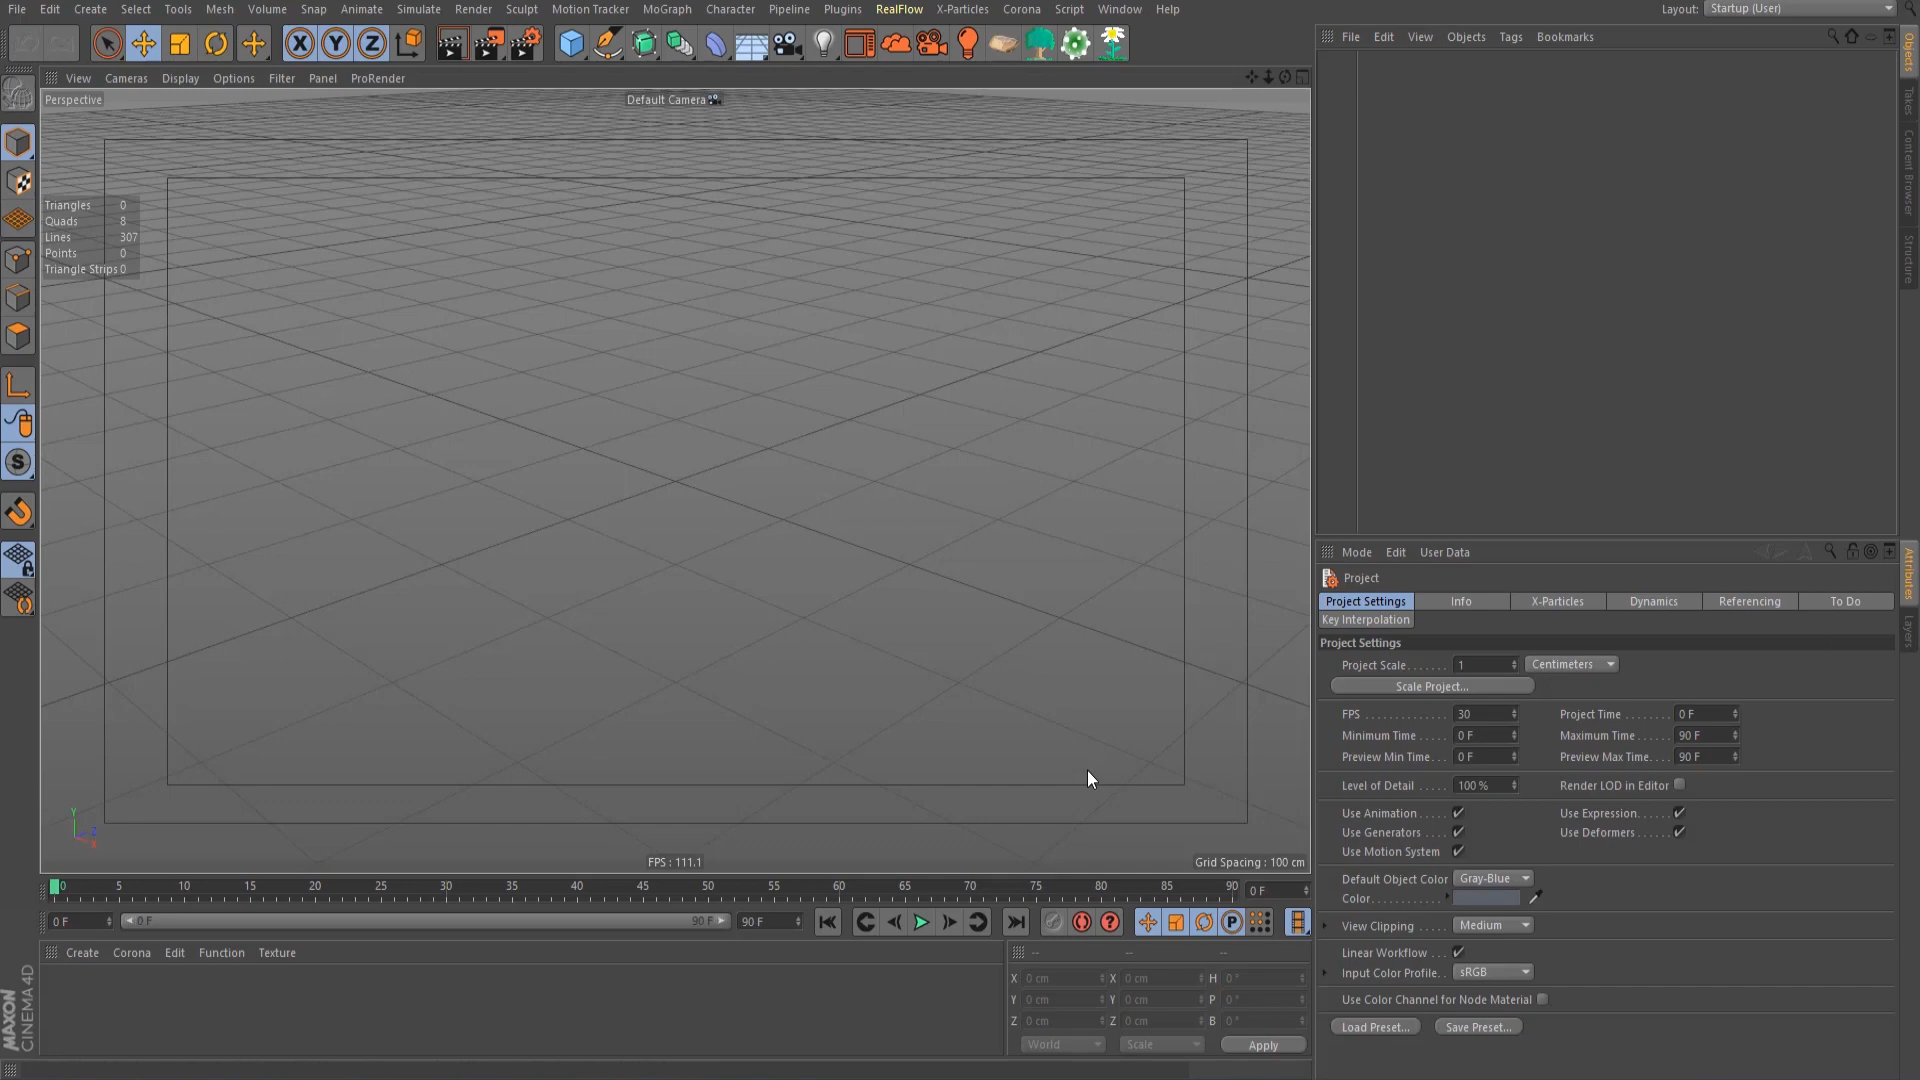 File Edit Create Select Tools Mesh Volume Snap Animate Simulate Render Sculpt Motion Tracker MoGraph Character Pipeline Plugins RealFlow X-Particles Corona Script Window Help
Layout: Startup (User)
File Edit View Objects Tags Bookmarks
X Y Z
View Cameras Display Options Filter Panel ProRender
Perspective
Default Camera
Triangles 0
Quads 8
Lines 307
Points 0
Triangle Strips 0
S
Y
Z
X
FPS : 111.1
Grid Spacing : 100 cm
Objects
Takes
Content Browser
Structure
Mode Edit User Data
Project
Project Settings Info X-Particles Dynamics Referencing To Do
Key Interpolation
Project Settings
Project Scale....... 1 Centimeters
Scale Project...
FPS ............. 30 Project Time ....... 0 F
Minimum Time ..... 0 F Maximum Time ...... 90 F
Preview Min Time... 0 F Preview Max Time.... 90 F
Level of Detail ..... 100 % Render LOD in Editor
Use Animation .... Use Expression......
Use Generators .... Use Deformers ......
Use Motion System
Default Object Color Gray-Blue
Color............
View Clipping ..... Medium
Linear Workflow ...
Input Color Profile.. sRGB
Use Color Channel for Node Material
Load Preset... Save Preset...
Attributes
Layers
0 5 10 15 20 25 30 35 40 45 50 55 60 65 70 75 80 85 90 0 F
0 F 0 F 90 F 90 F
P
Create Corona Edit Function Texture
-- -- --
X 0 cm X 0 cm H 0 °
Y 0 cm Y 0 cm P 0 °
Z 0 cm Z 0 cm B 0 °
World Scale Apply
MAXON
CINEMA 4D